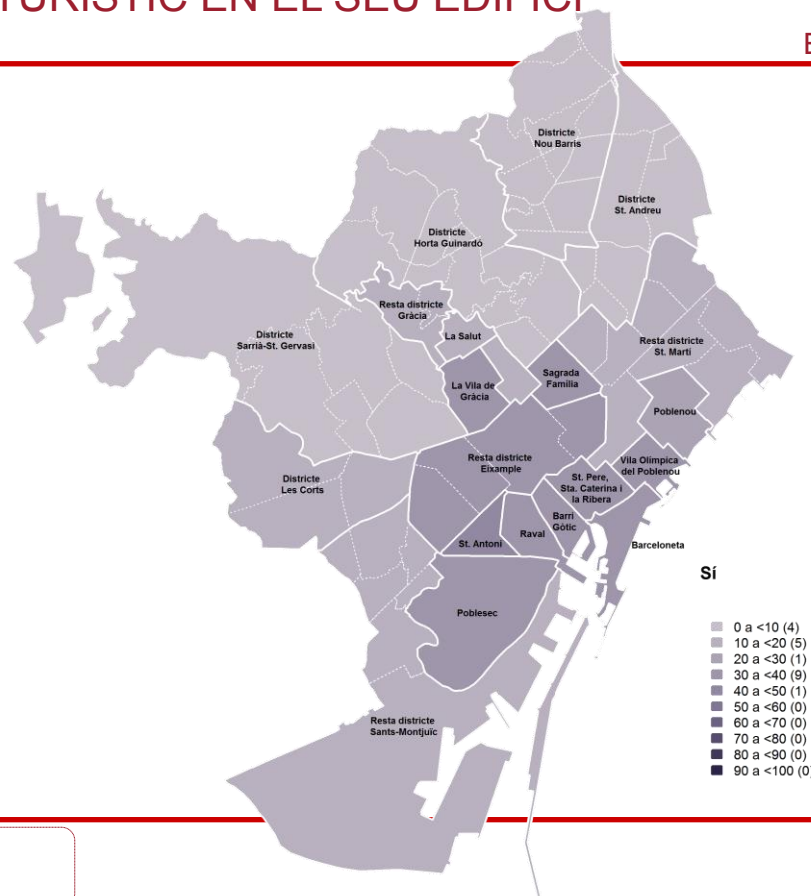 TURÍSTIC EN EL SEU EDIFICI
Districte
Nou Barris
Districte
St. Andreu
Districte
Horta Guinardó
Resta districte
Gràcia
La Salut
Districte
Sarrià-St. Gervasi
Resta districte
St. Martí
Sagrada
Família
La Vila de
Gràcia
Poblenou
Resta districte
Eixample
Vila Olímpica
del Poblenou
Districte
Les Corts
St. Pere,
Sta. Caterina i
la Ribera
Barri
Gòtic
Raval
St. Antoni
Barceloneta
Poblesec
Resta districte
Sants-Montjuïc
Sí
0 a <10 (4)
10 a <20 (5)
20 a <30 (1)
30 a <40 (9)
40 a <50 (1)
50 a <60 (0)
60 a <70 (0)
70 a <80 (0)
80 a <90 (0)
90 a <100 (0)